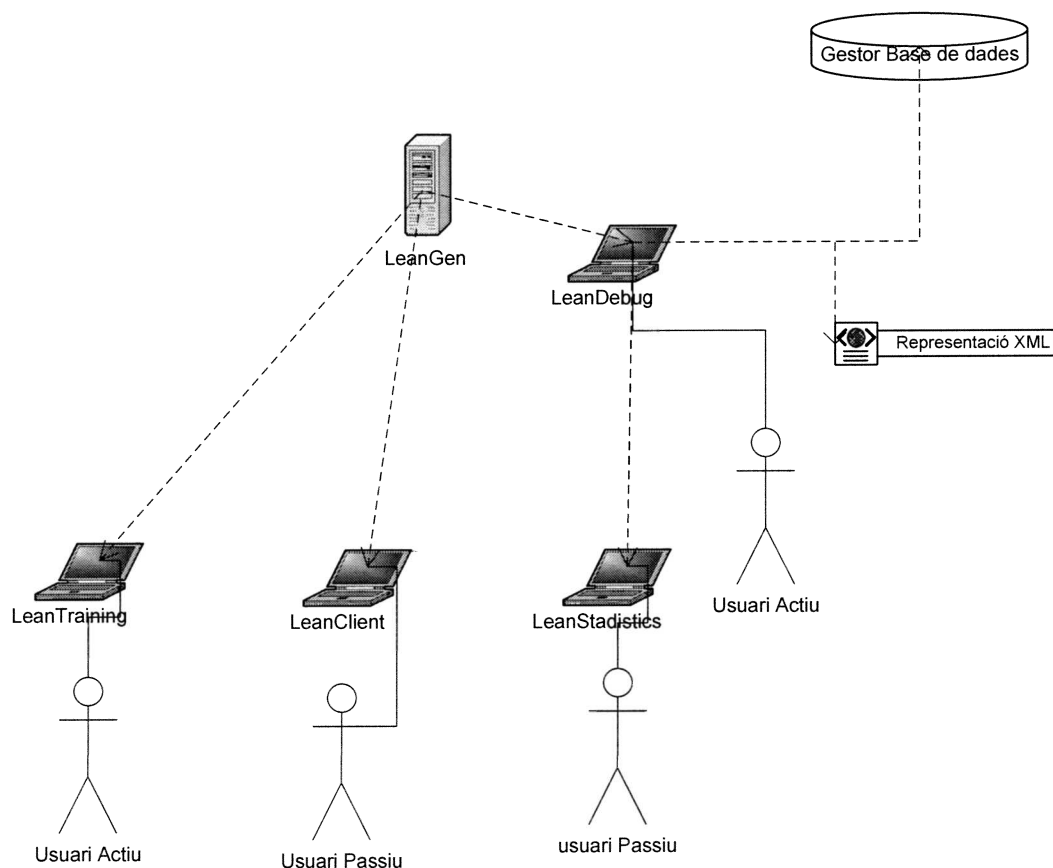 Gestor Base de dades
LeanGen
LeanDebug
Representació XML
LeanTraining
LeanClient
LeanStadistics
Usuari Actiu
Usuari Actiu
Usuari Passiu
usuari Passiu